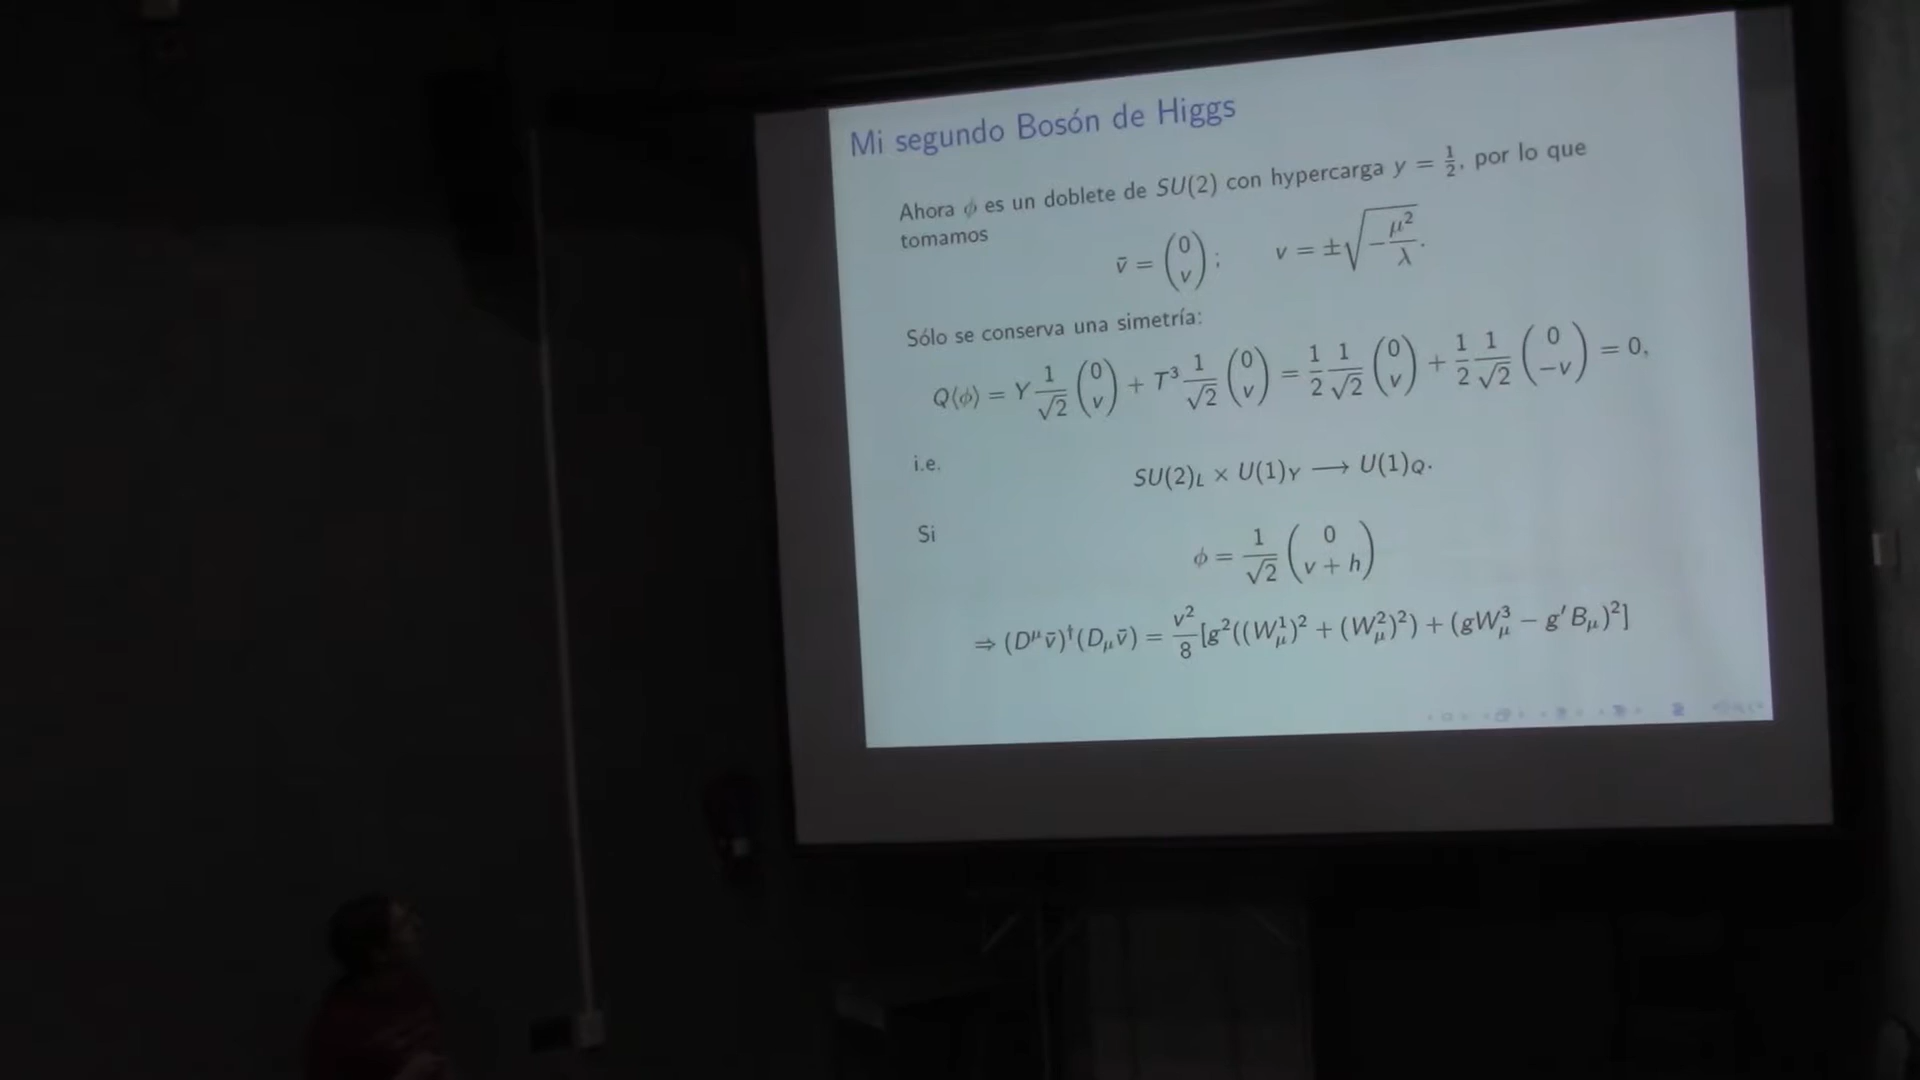 Mi segundo Bosón de Higgs
Ahora ϕ es un doblete de SU(2) con hypercarga y = 1/2, por lo que
tomamos
v̄ = (0 v); v = ±√(−μ²/λ).
Sólo se conserva una simetría:
Q⟨ϕ⟩ = Y 1/√2 (0 v) + T³ 1/√2 (0 v) = 1/2 1/√2 (0 v) + 1/2 1/√2 (0 −v) = 0,
i.e.
SU(2)_L × U(1)_Y ⟶ U(1)_Q.
Si
ϕ = 1/√2 (0 v + h)
⇒ (D^μ v̄)†(D_μ v̄) = v²/8 [g²((W¹_μ)² + (W²_μ)²) + (gW³_μ − g′B_μ)²]